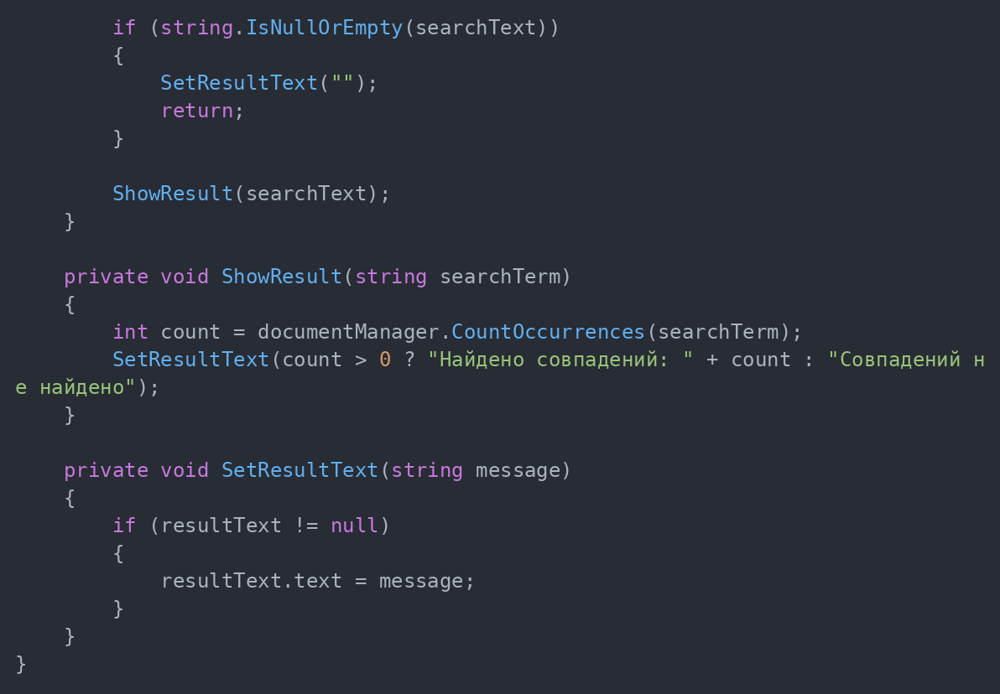 if (string.IsNullOrEmpty(searchText))
        {
            SetResultText("");
            return;
        }

        ShowResult(searchText);
    }

    private void ShowResult(string searchTerm)
    {
        int count = documentManager.CountOccurrences(searchTerm);
        SetResultText(count > 0 ? "Найдено совпадений: " + count : "Совпадений н
е найдено");
    }

    private void SetResultText(string message)
    {
        if (resultText != null)
        {
            resultText.text = message;
        }
    }
}